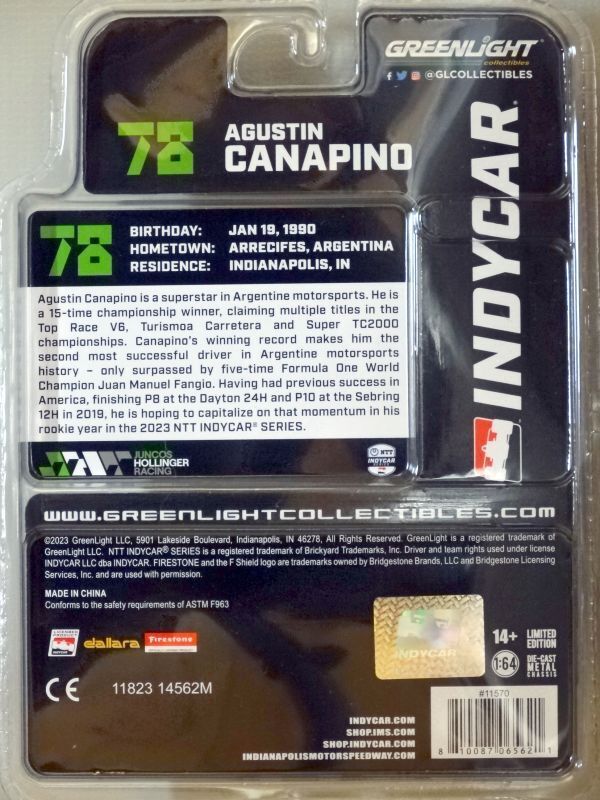 GREENLIGHT
collectibles
@GLCOLLECTIBLES
78 AGUSTIN
CANAPINO
INDYCAR®
78 BIRTHDAY: JAN 19, 1990
HOMETOWN: ARRECIFES, ARGENTINA
RESIDENCE: INDIANAPOLIS, IN
Agustin Canapino is a superstar in Argentine motorsports. He is
a 15-time championship winner, claiming multiple titles in the
Top Race V6, Turismoa Carretera and Super TC2000
championships. Canapino's winning record makes him the
second most successful driver in Argentine motorsports
history – only surpassed by five-time Formula One World
Champion Juan Manuel Fangio. Having had previous success in
America, finishing P8 at the Dayton 24H and P10 at the Sebring
12H in 2019, he is hoping to capitalize on that momentum in his
rookie year in the 2023 NTT INDYCAR® SERIES.
JUNCOS
HOLLINGER
RACING
NTT
INDYCAR
SERIES
www.GREENLIGHTCOLLECTIBLES.com
©2023 GreenLight LLC, 5901 Lakeside Boulevard, Indianapolis, IN 46278, All Rights Reserved. GreenLight is a registered trademark of
GreenLight LLC. NTT INDYCAR® SERIES is a registered trademark of Brickyard Trademarks, Inc. Driver and team rights used under license
INDYCAR LLC dba INDYCAR. FIRESTONE and the F Shield logo are trademarks owned by Bridgestone Brands, LLC and Bridgestone Licensing
Services, Inc. and are used with permission.
MADE IN CHINA
Conforms to the safety requirements of ASTM F963
LICENSED
PRODUCT
INDYCAR
dallara
Firestone
OFFICIALLY LICENSED PRODUCT
INDYCAR
14+ LIMITED
EDITION
1:64 DIE-CAST
METAL
CHASSIS
CE 11823 14562M
#11570
8 10087 06562 1
INDYCAR.COM
SHOP.IMS.COM
SHOP.INDYCAR.COM
INDIANAPOLISMOTORSPEEDWAY.COM